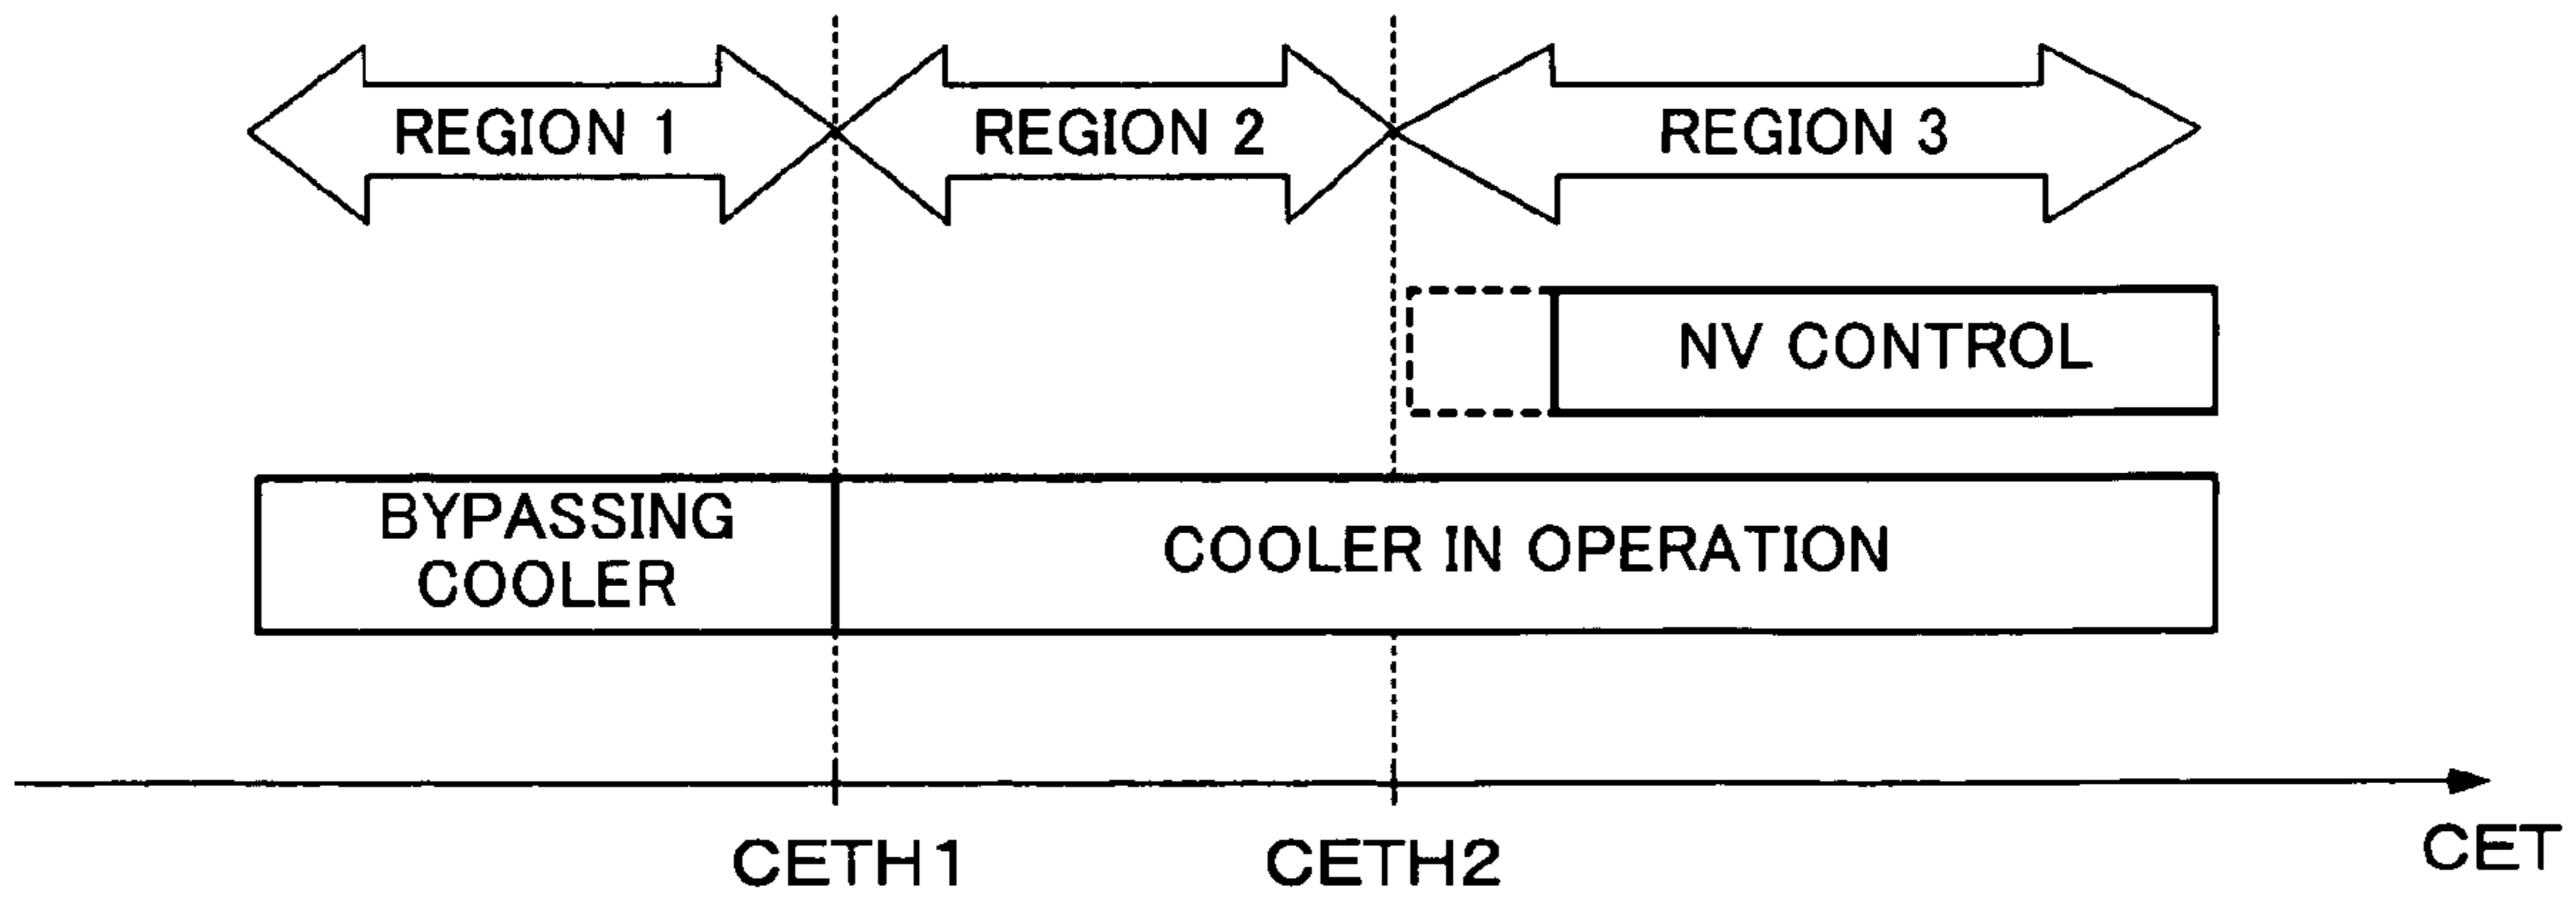 REGION 1
REGION 2
REGION 3
NV CONTROL
BYPASSING
COOLER
COOLER IN OPERATION
CETH1
CETH2
CET